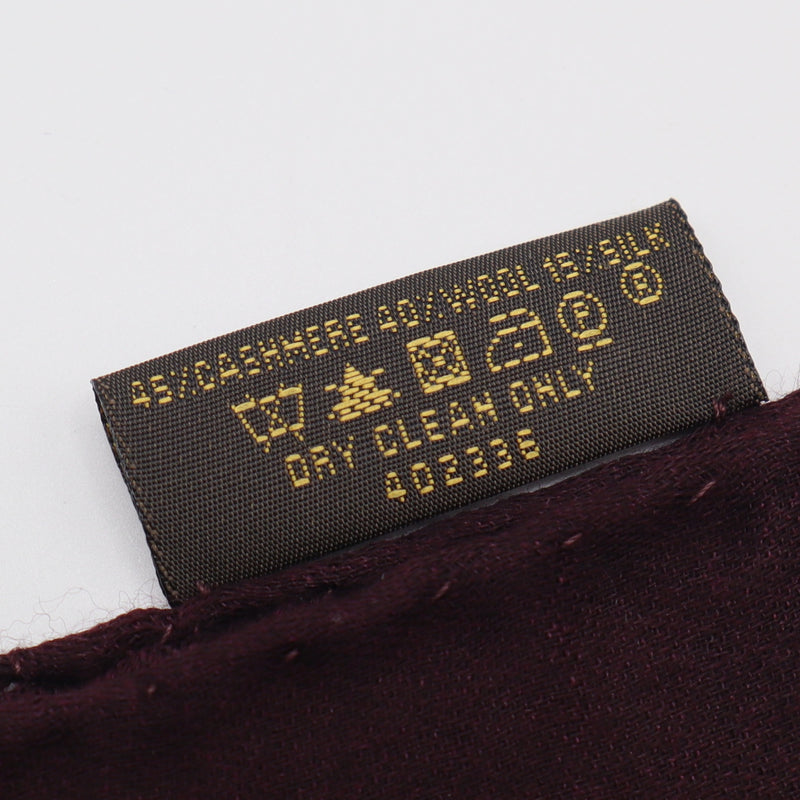 45%CASHMERE 40%WOOL 15%SILK
P R
DRY CLEAN ONLY
402336